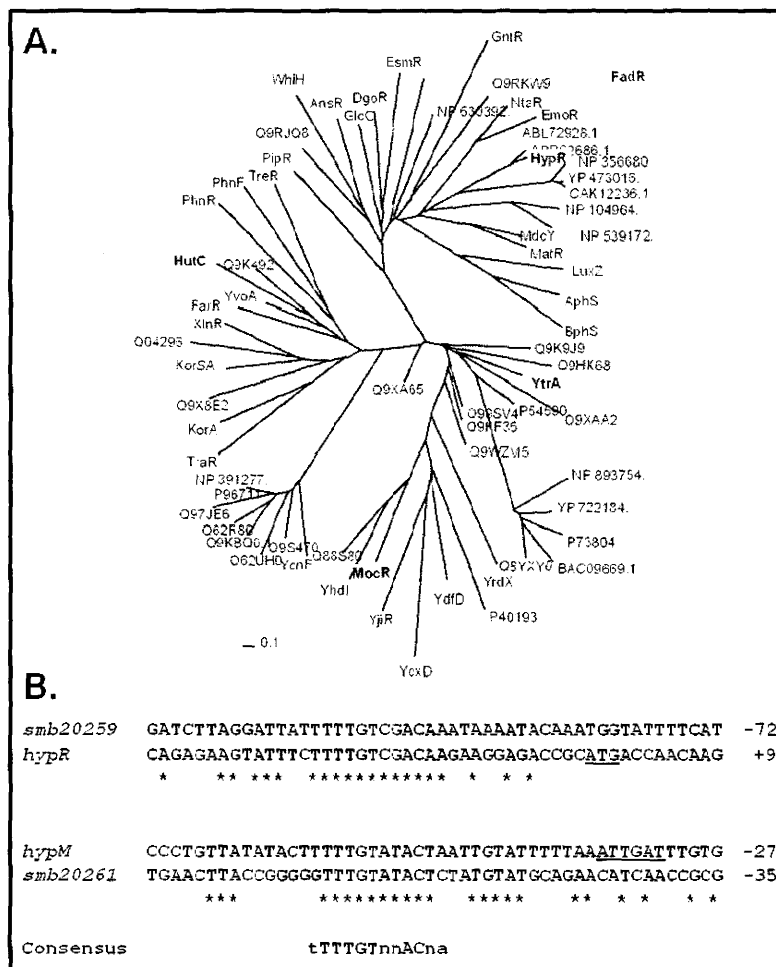 A.
GntR
EsmR
FadR
WhiH
Q9RKW9
AnsR
DgoR
NtaR
GlcC
NP 630392.
EmoR
Q9RJQ8
ABL72928.1
PipR
HypR
NP 356680
TreR
YP 473016.
PhnF
CAK12236.1
PhnR
NP 104964.
MdcY
NP 539172.
HutC
Q9K492
MatR
LuxZ
YvoA
FarR
AphS
XlnR
BphS
Q04293
Q9K9J9
KorSA
Q9HK68
Q9XA65
YtrA
Q9X8E2
P54590
Q9XAA2
KorA
TraR
Q9WZM5
NP 391277.
NP 893754.
Q97JE6
YP 722184.
P73804
Q9S470
Q88S80
YcnF
MocR
BAC09669.1
YrdX
YdfD
YjiR
P40193
0.1
YcxD
B.
smb20259 GATCTTAGGATTATTTTTGTCGACAAATAAAATACAAATGGTATTTTCAT -72
hypR CAGAGAAGTATTTCTTTTGTCGACAAGAAGGAGACCGCATGACCAACAAG +9
* ** *** ************ * * *
hypM CCCTGTTATATACTTTTTGTATACTAATTGTATTTTTAAATTGATTTGTG -27
smb20261 TGAACTTACCGGGGGTTTGTATACTCTATGTATGCAGAACATCAACCGCG -35
*** *********** ****** ** * * * *
Consensus tTTTGTnnACna